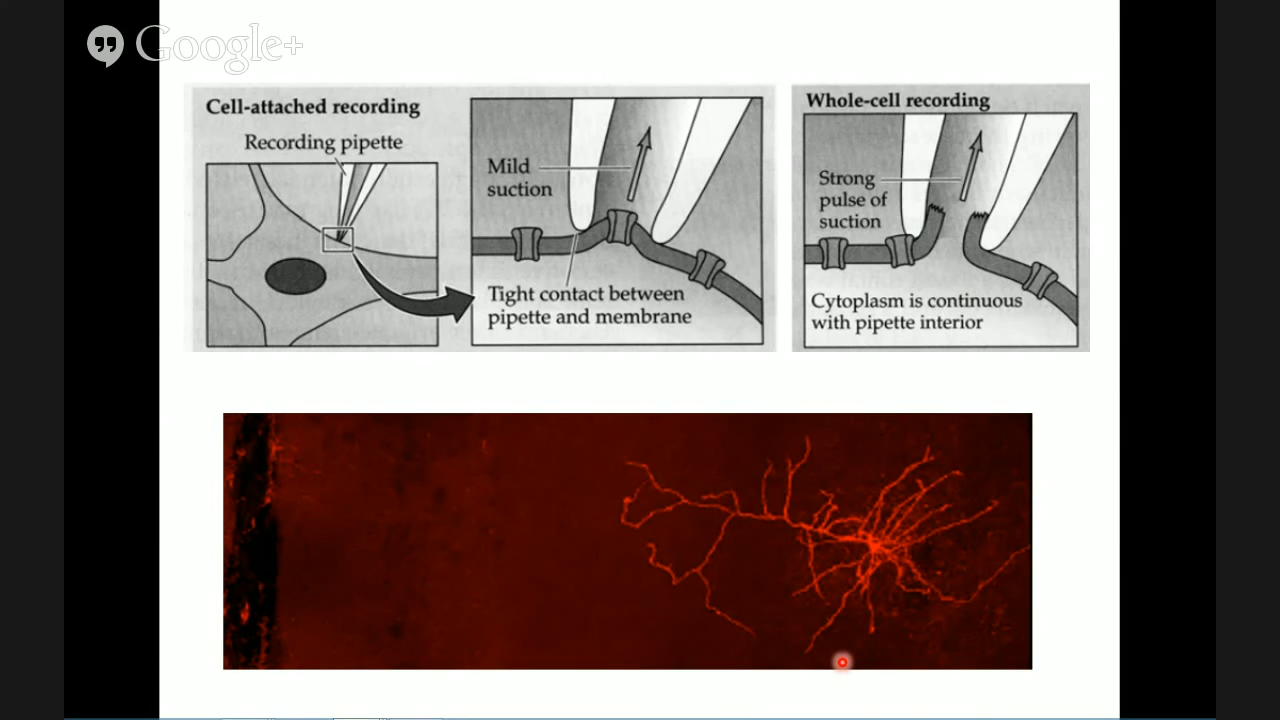 Google+
Cell-attached recording
Recording pipette
Mild
suction
Tight contact between
pipette and membrane
Whole-cell recording
Strong
pulse of
suction
Cytoplasm is continuous
with pipette interior